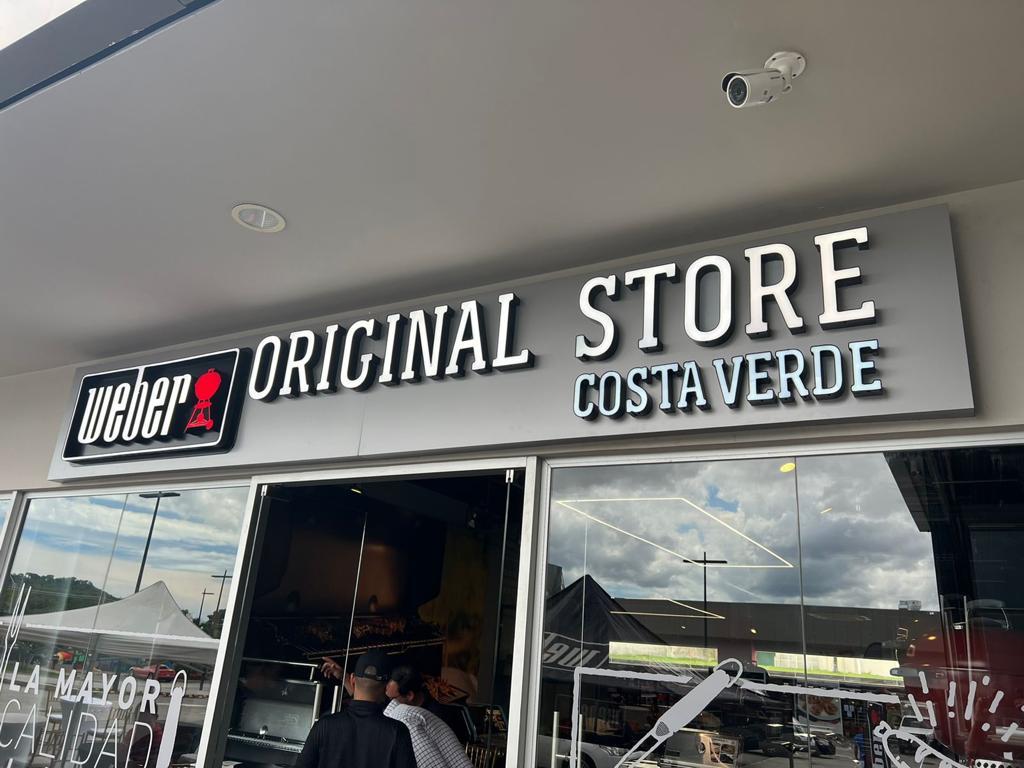 weber
ORIGINAL STORE
COSTA VERDE
LA MAYOR
CALIDAD